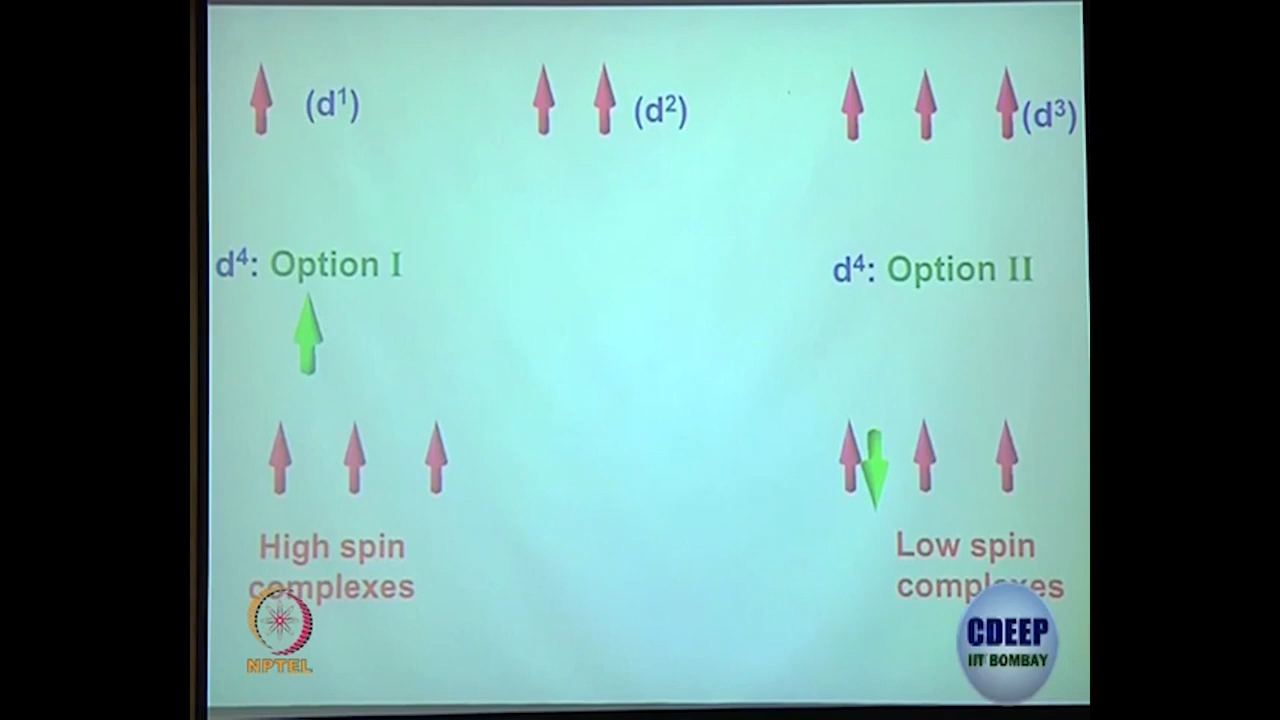 (d¹)
(d²)
(d³)
d⁴: Option I
d⁴: Option II
High spin
complexes
Low spin
complexes
NPTEL
CDEEP
IIT BOMBAY